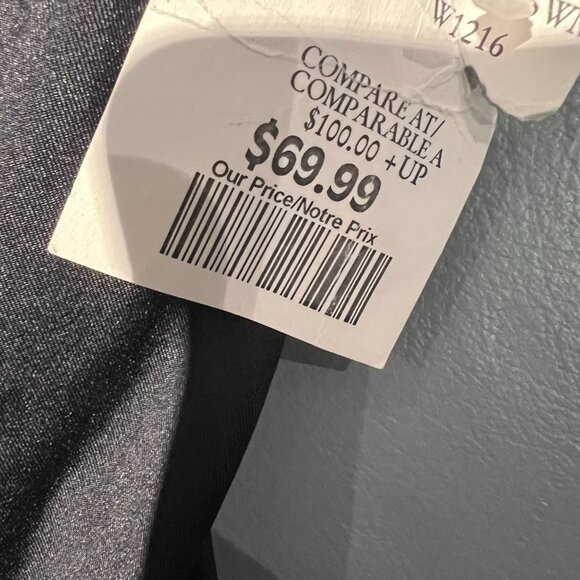 W1216
COMPARE AT/
COMPARABLE A
$100.00 + UP
$69.99
Our Price/Notre Prix